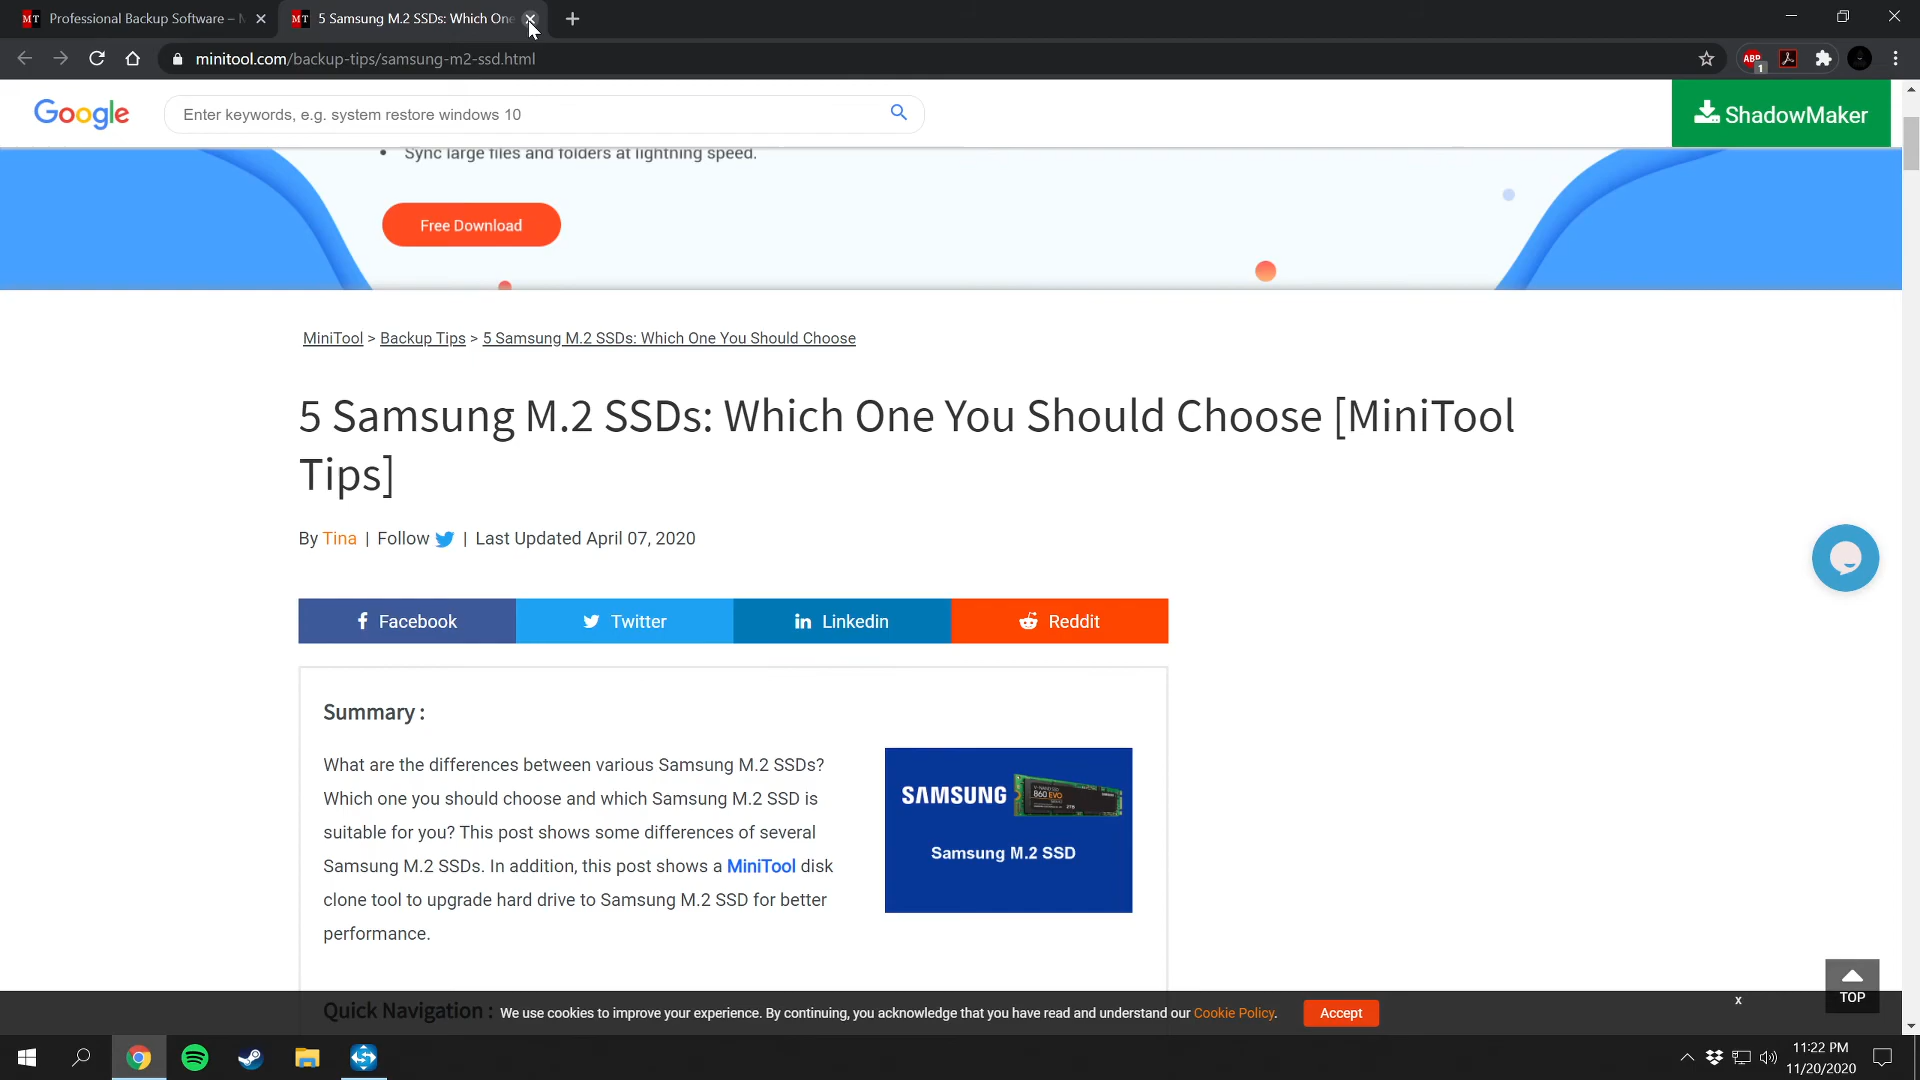 MT Professional Backup Software –
MT 5 Samsung M.2 SSDs: Which One
minitool.com/backup-tips/samsung-m2-ssd.html
ABP
1
Google
Enter keywords, e.g. system restore windows 10
ShadowMaker
• Sync large files and folders at lightning speed.
Free Download
MiniTool > Backup Tips > 5 Samsung M.2 SSDs: Which One You Should Choose
5 Samsung M.2 SSDs: Which One You Should Choose [MiniTool
Tips]
By Tina | Follow | Last Updated April 07, 2020
Facebook
Twitter
Linkedin
Reddit
Summary :
What are the differences between various Samsung M.2 SSDs?
Which one you should choose and which Samsung M.2 SSD is
suitable for you? This post shows some differences of several
Samsung M.2 SSDs. In addition, this post shows a MiniTool disk
clone tool to upgrade hard drive to Samsung M.2 SSD for better
performance.
SAMSUNG
860 EVO
Samsung M.2 SSD
TOP
Quick Navigation :
We use cookies to improve your experience. By continuing, you acknowledge that you have read and understand our Cookie Policy.
Accept
x
11:22 PM
11/20/2020